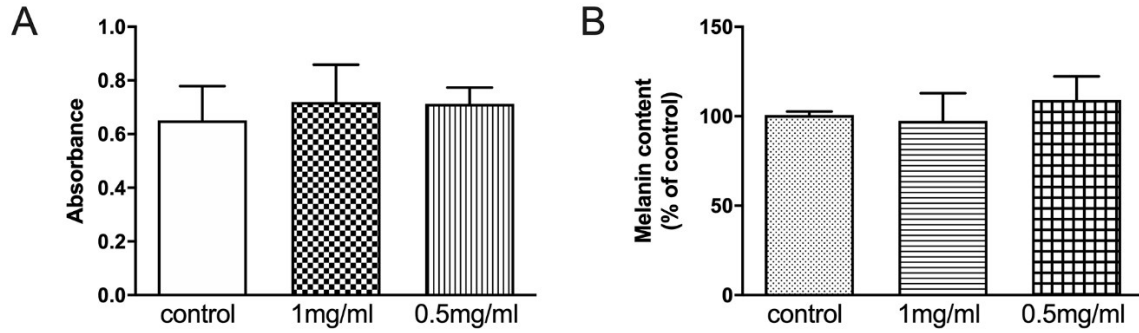 A
Absorbance
1.0
0.8
0.6
0.4
0.2
0.0
control
1mg/ml
0.5mg/ml
B
Melanin content
(% of control)
150
100
50
0
control
1mg/ml
0.5mg/ml